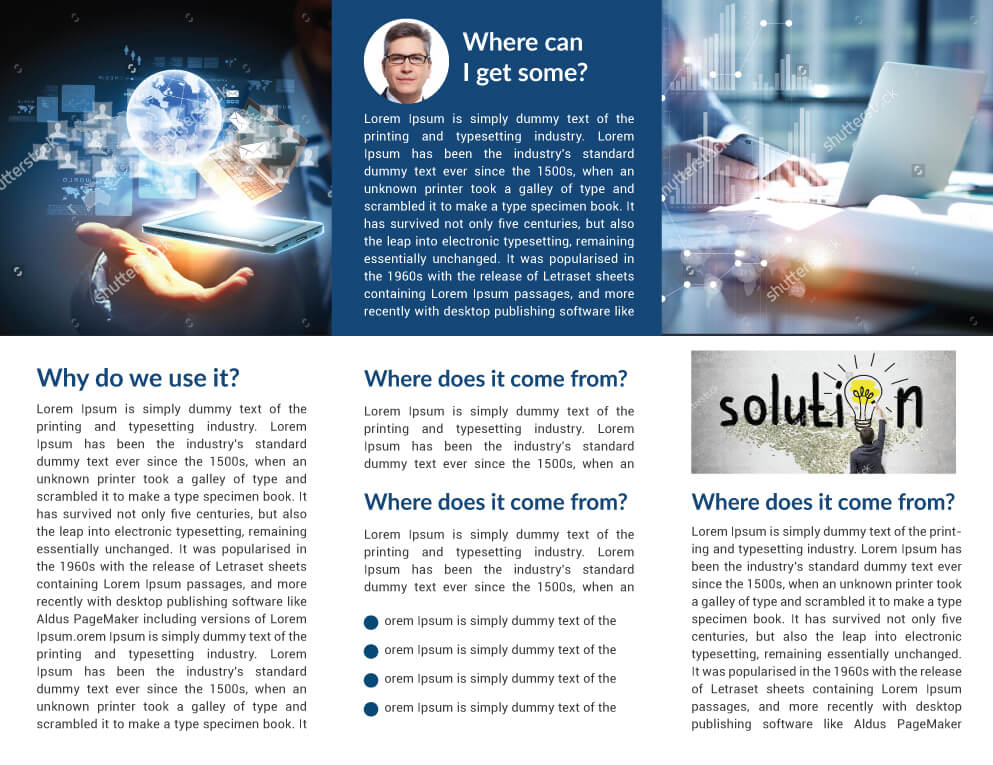 Where can
I get some?
Lorem Ipsum is simply dummy text of the
printing and typesetting industry. Lorem
Ipsum has been the industry's standard
dummy text ever since the 1500s, when an
unknown printer took a galley of type and
scrambled it to make a type specimen book. It
has survived not only five centuries, but also
the leap into electronic typesetting, remaining
essentially unchanged. It was popularised in
the 1960s with the release of Letraset sheets
containing Lorem Ipsum passages, and more
recently with desktop publishing software like
shutterstock
shutterstock
shutterstock
shutterstock
shutterstock
Why do we use it?
Lorem Ipsum is simply dummy text of the
printing and typesetting industry. Lorem
Ipsum has been the industry's standard
dummy text ever since the 1500s, when an
unknown printer took a galley of type and
scrambled it to make a type specimen book. It
has survived not only five centuries, but also
the leap into electronic typesetting, remaining
essentially unchanged. It was popularised in
the 1960s with the release of Letraset sheets
containing Lorem Ipsum passages, and more
recently with desktop publishing software like
Aldus PageMaker including versions of Lorem
Ipsum.orem Ipsum is simply dummy text of the
printing and typesetting industry. Lorem
Ipsum has been the industry's standard
dummy text ever since the 1500s, when an
unknown printer took a galley of type and
scrambled it to make a type specimen book. It
Where does it come from?
Lorem Ipsum is simply dummy text of the
printing and typesetting industry. Lorem
Ipsum has been the industry's standard
dummy text ever since the 1500s, when an
Where does it come from?
Lorem Ipsum is simply dummy text of the
printing and typesetting industry. Lorem
Ipsum has been the industry's standard
dummy text ever since the 1500s, when an
orem Ipsum is simply dummy text of the
orem Ipsum is simply dummy text of the
orem Ipsum is simply dummy text of the
orem Ipsum is simply dummy text of the
solution
Where does it come from?
Lorem Ipsum is simply dummy text of the print-
ing and typesetting industry. Lorem Ipsum has
been the industry's standard dummy text ever
since the 1500s, when an unknown printer took
a galley of type and scrambled it to make a type
specimen book. It has survived not only five
centuries, but also the leap into electronic
typesetting, remaining essentially unchanged.
It was popularised in the 1960s with the release
of Letraset sheets containing Lorem Ipsum
passages, and more recently with desktop
publishing software like Aldus PageMaker